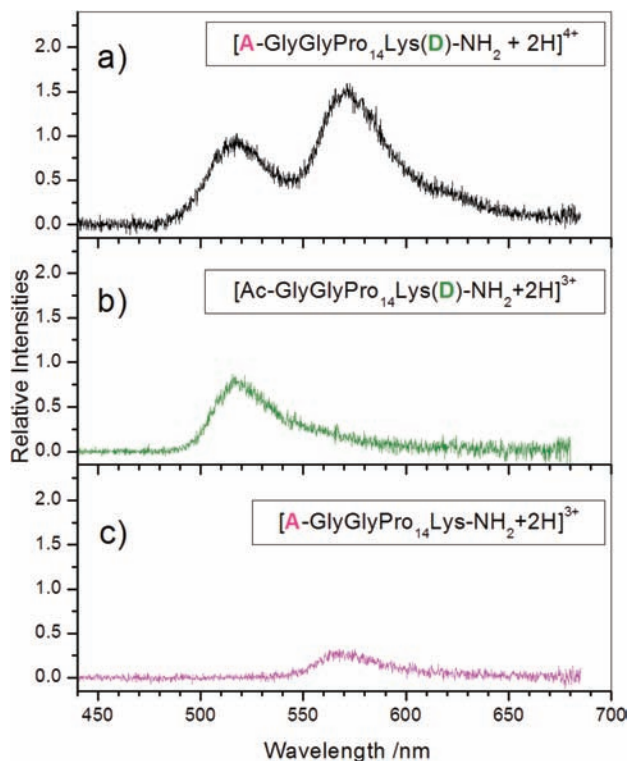 a)
[A-GlyGlyPro₁₄Lys(D)-NH₂ + 2H]⁴⁺
2.0
1.5
1.0
0.5
0.0
b)
[Ac-GlyGlyPro₁₄Lys(D)-NH₂+2H]³⁺
2.0
1.5
1.0
0.5
0.0
c)
[A-GlyGlyPro₁₄Lys-NH₂+2H]³⁺
2.0
1.5
1.0
0.5
0.0
Relative Intensities
450 500 550 600 650 700
Wavelength /nm